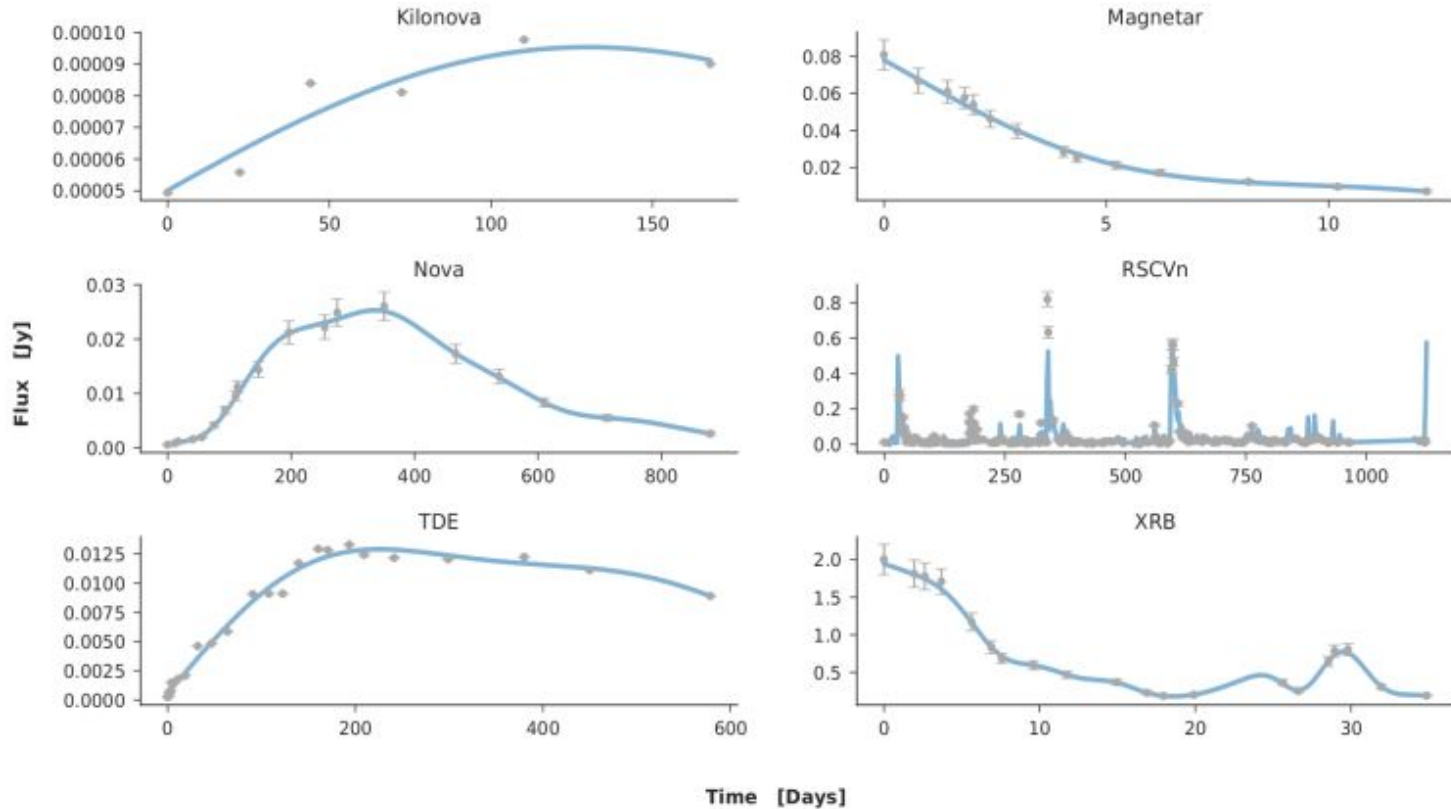 Kilonova
0.00010
0.00009
0.00008
0.00007
0.00006
0.00005
0 50 100 150
Magnetar
0.08
0.06
0.04
0.02
0 5 10
Nova
0.03
0.02
0.01
0.00
0 200 400 600 800
RSCVn
0.8
0.6
0.4
0.2
0.0
0 250 500 750 1000
TDE
0.0125
0.0100
0.0075
0.0050
0.0025
0.0000
0 200 400 600
XRB
2.0
1.5
1.0
0.5
0 10 20 30
Flux [Jy]
Time [Days]